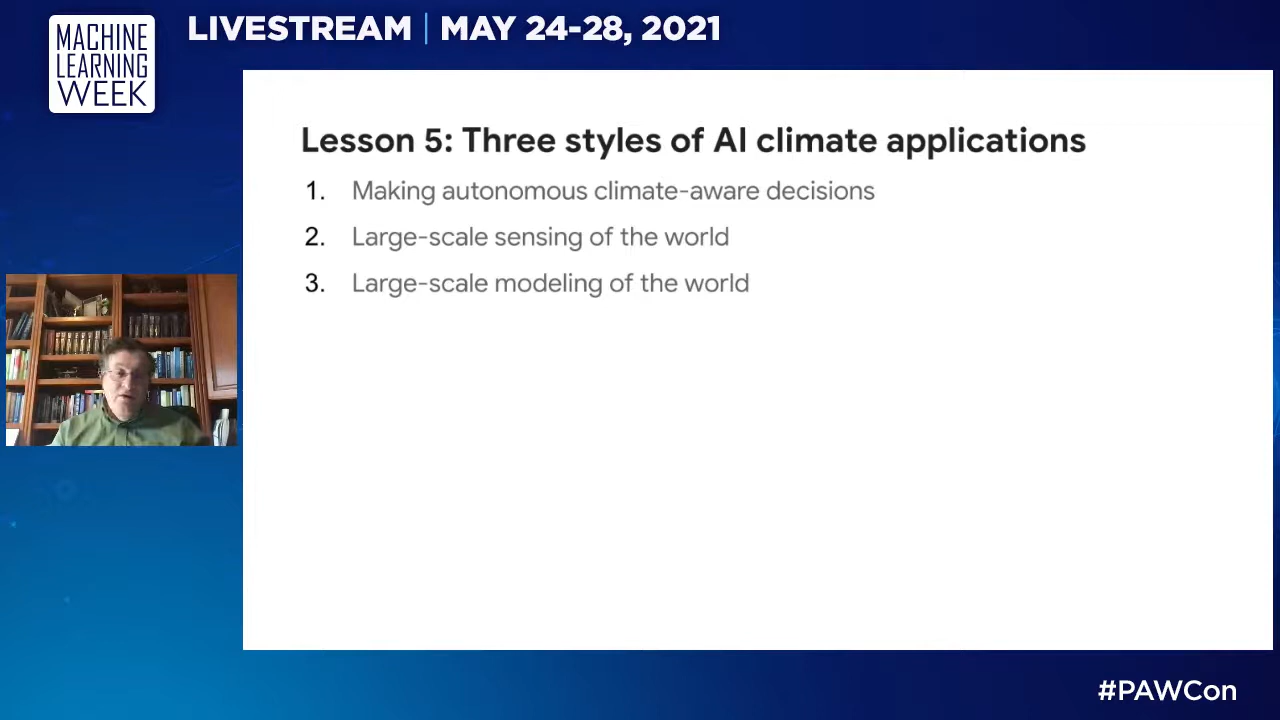 MACHINE
LEARNING
WEEK
LIVESTREAM | MAY 24-28, 2021
Lesson 5: Three styles of AI climate applications
1. Making autonomous climate-aware decisions
2. Large-scale sensing of the world
3. Large-scale modeling of the world
#PAWCon